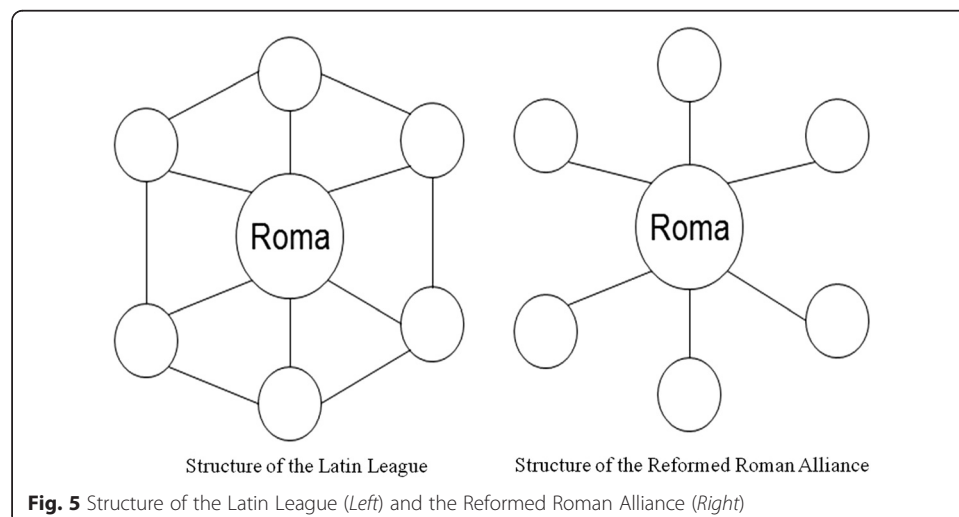 Roma
Roma
Structure of the Latin League
Structure of the Reformed Roman Alliance
Fig. 5 Structure of the Latin League (Left) and the Reformed Roman Alliance (Right)